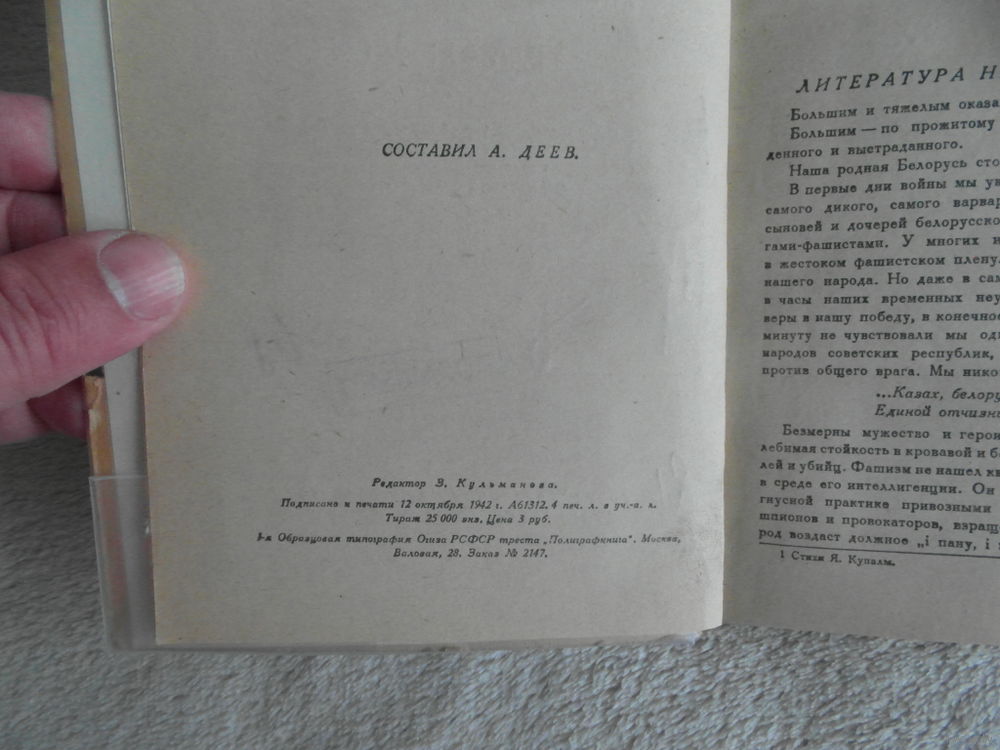 СОСТАВИЛ А. ДЕЕВ.
Редактор Э. Кульманова.
Подписано к печати 12 октября 1942 г. А61312. 4 печ. л. 8 уч.-а. л.
Тираж 25 000 экз. Цена 3 руб.
1-я Образцовая типография Огиза РСФСР треста „Полиграфкнига“. Москва,
Валовая, 28. Заказ № 2147.
ЛИТЕРАТУРА Н
Большим и тяжелым оказа
Большим — по прожитому
денного и выстраданного.
Наша родная Белорусь сто
В первые дни войны мы ув
самого дикого, самого варвар
сыновей и дочерей белорусско
гами-фашистами. У многих и
в жестоком фашистском плену.
нашего народа. Но даже в сам
в часы наших временных неу
веры в нашу победу, в конечно
минуту не чувствовали мы од
народов советских республик,
против общего врага. Мы нико
...Казах, белору
Единой отчизн
Безмерны мужество и герои
лебимая стойкость в кровавой и б
лей и убийц. Фашизм не нашел кв
в среде его интеллигенции. Он
гнусной практике привозными
шпионов и провокаторов, взращ
род воздаст должное „і пану, і
1 Стихи Я. Купалы.